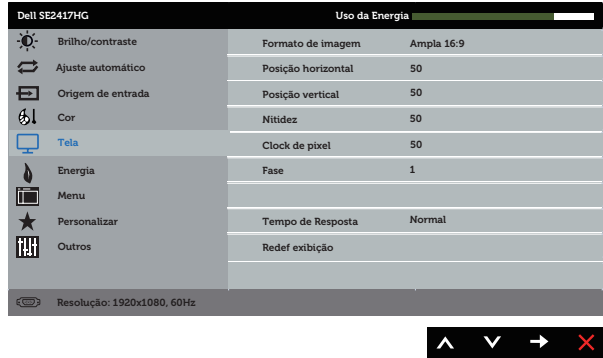 Dell SE2417HG Uso da Energia
Brilho/contraste
Ajuste automático
Origem de entrada
Cor
Tela
Energia
Menu
Personalizar
Outros
Formato de imagem Ampla 16:9
Posição horizontal 50
Posição vertical 50
Nitidez 50
Clock de pixel 50
Fase 1
Tempo de Resposta Normal
Redef exibição
Resolução: 1920x1080, 60Hz